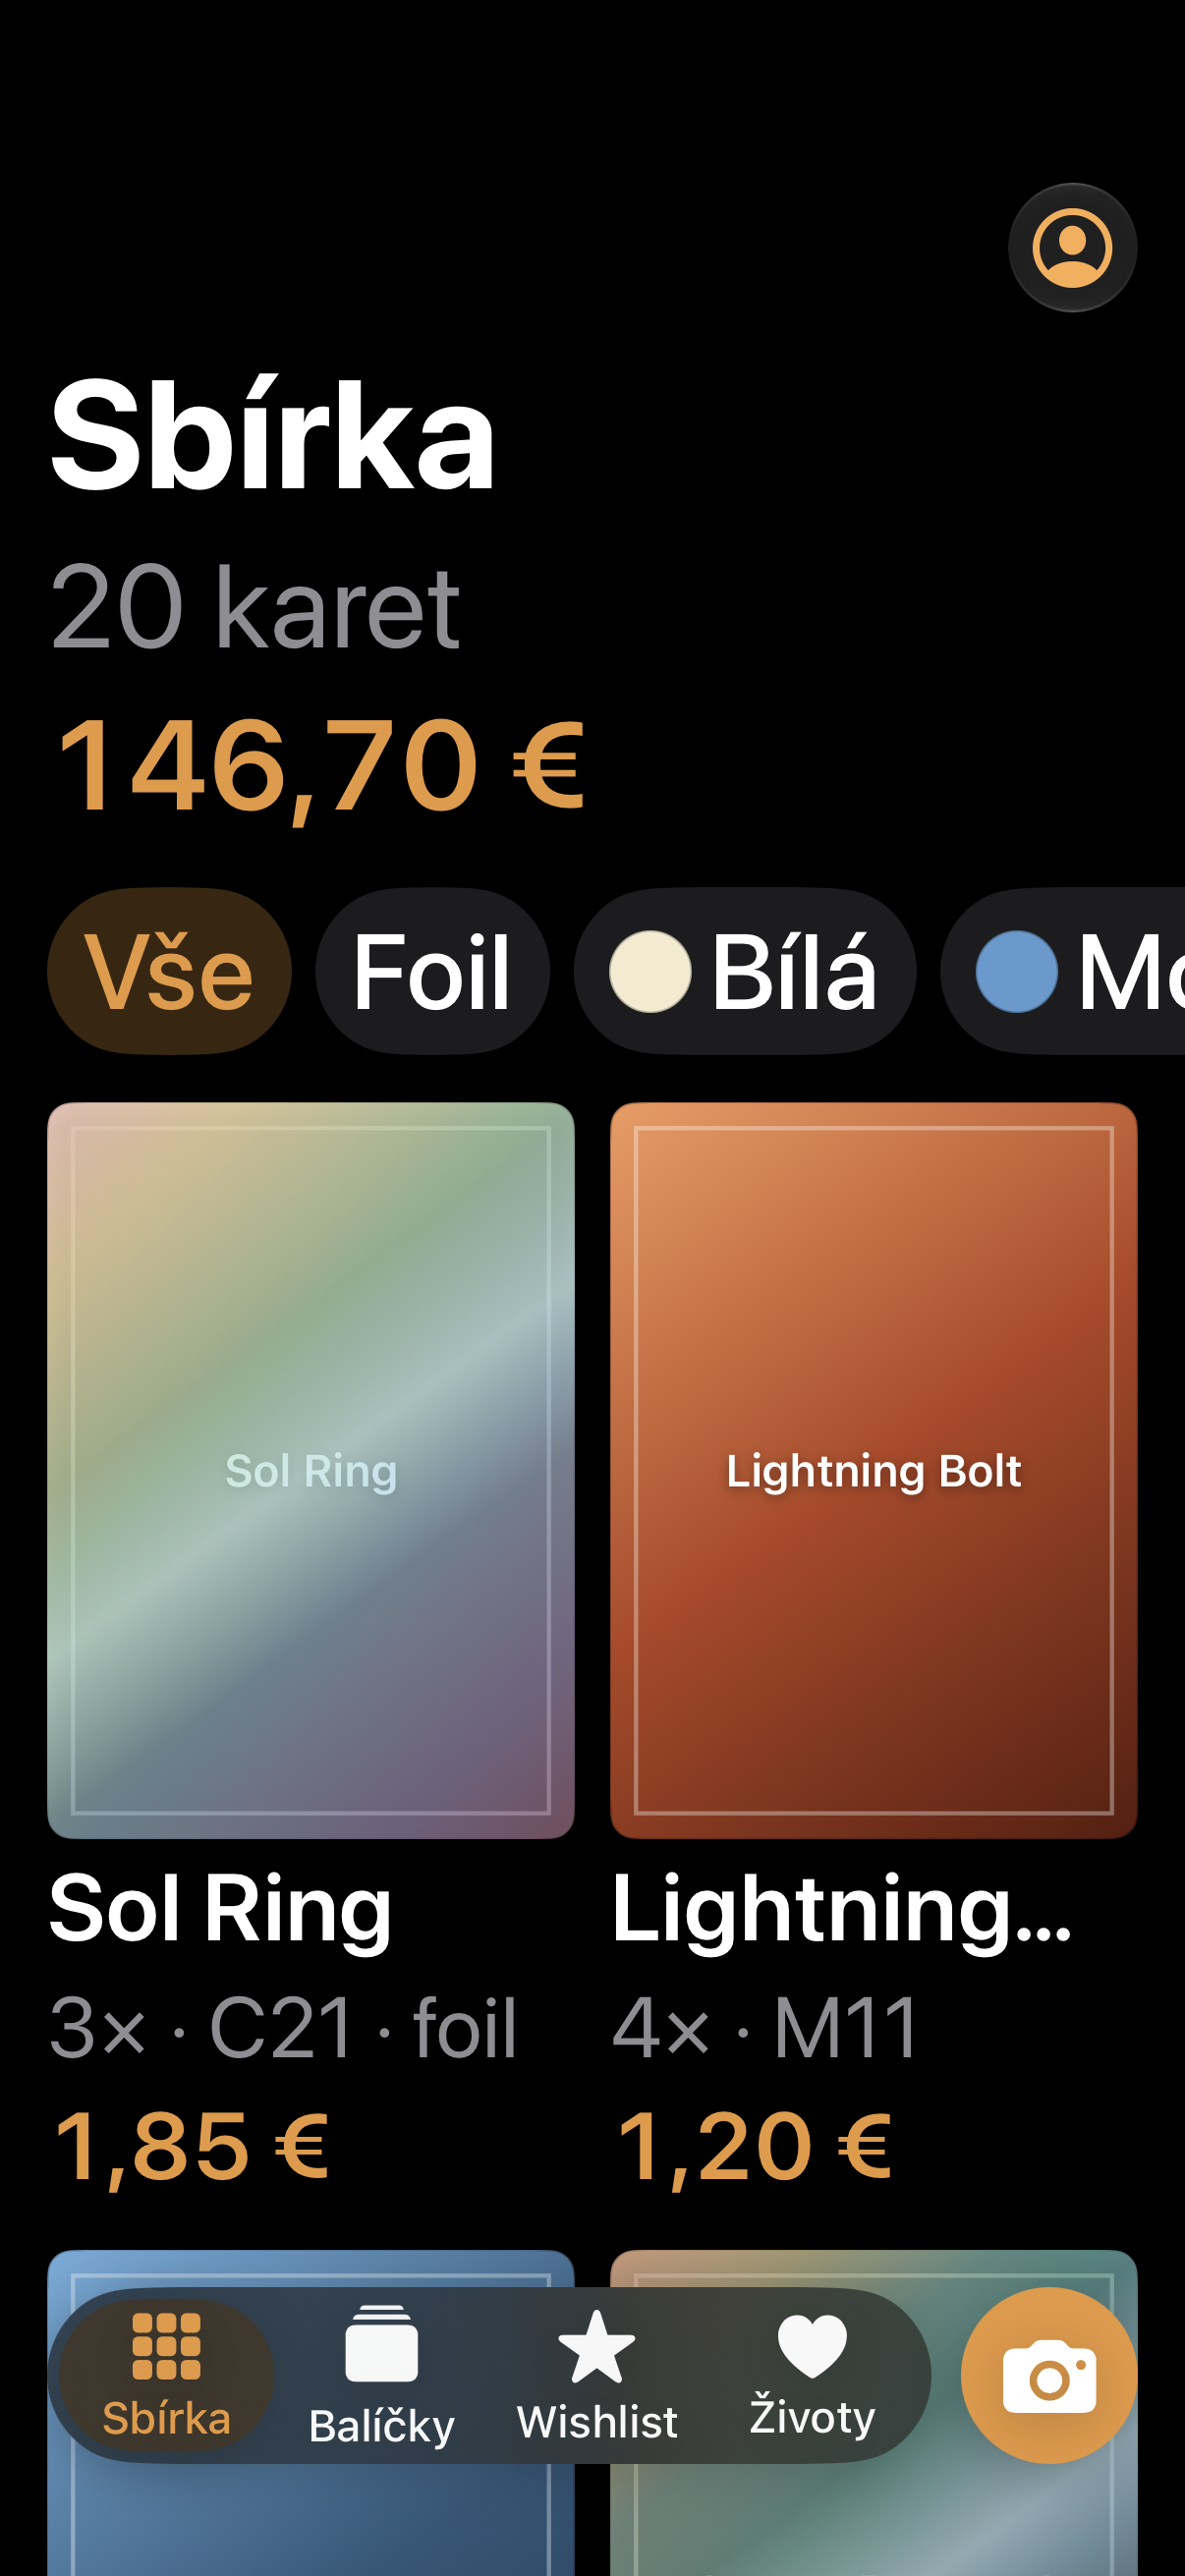 Sbírka
20 karet
146,70 €
Vše Foil Bílá
Sol Ring Lightning Bolt
Sol Ring Lightning...
3× · C21 · foil 4× · M11
1,85 € 1,20 €
Sbírka Balíčky Wishlist Životy